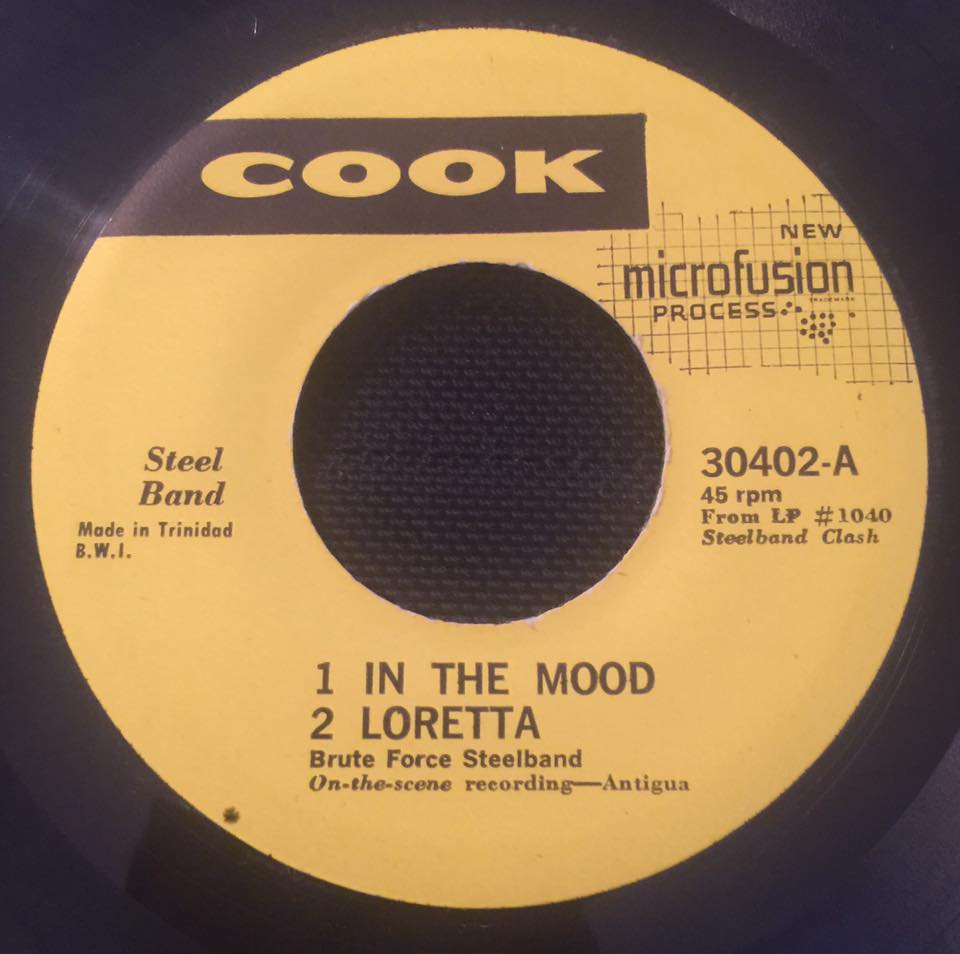 COOK
NEW
microfusion
TRADEMARK
PROCESS
Steel
Band
Made in Trinidad
B.W.I.
30402-A
45 rpm
From LP #1040
Steelband Clash
1 IN THE MOOD
2 LORETTA
Brute Force Steelband
On-the-scene recording—Antigua